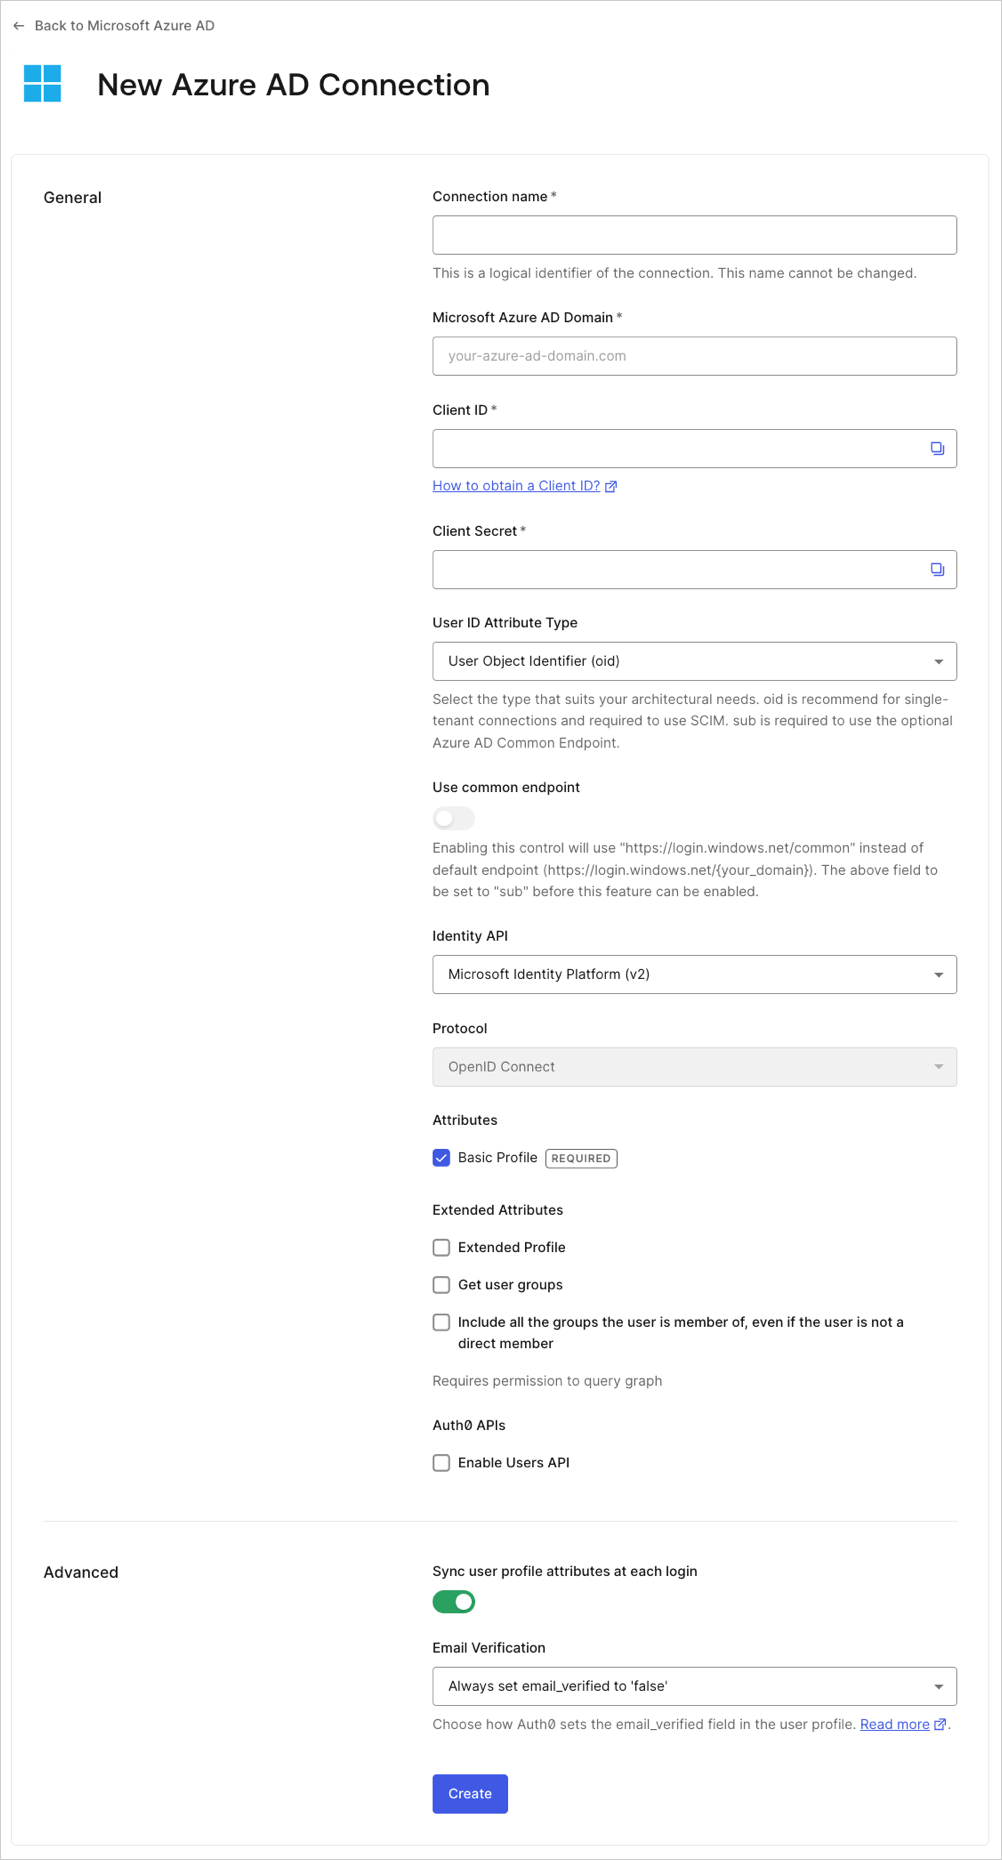 ← Back to Microsoft Azure AD
New Azure AD Connection
General
Connection name *
This is a logical identifier of the connection. This name cannot be changed.
Microsoft Azure AD Domain *
your-azure-ad-domain.com
Client ID *
How to obtain a Client ID?
Client Secret *
User ID Attribute Type
User Object Identifier (oid)
Select the type that suits your architectural needs. oid is recommend for single-
tenant connections and required to use SCIM. sub is required to use the optional
Azure AD Common Endpoint.
Use common endpoint
Enabling this control will use "https://login.windows.net/common" instead of
default endpoint (https://login.windows.net/{your_domain}). The above field to
be set to "sub" before this feature can be enabled.
Identity API
Microsoft Identity Platform (v2)
Protocol
OpenID Connect
Attributes
Basic Profile REQUIRED
Extended Attributes
Extended Profile
Get user groups
Include all the groups the user is member of, even if the user is not a
direct member
Requires permission to query graph
Auth0 APIs
Enable Users API
Advanced
Sync user profile attributes at each login
Email Verification
Always set email_verified to 'false'
Choose how Auth0 sets the email_verified field in the user profile. Read more.
Create